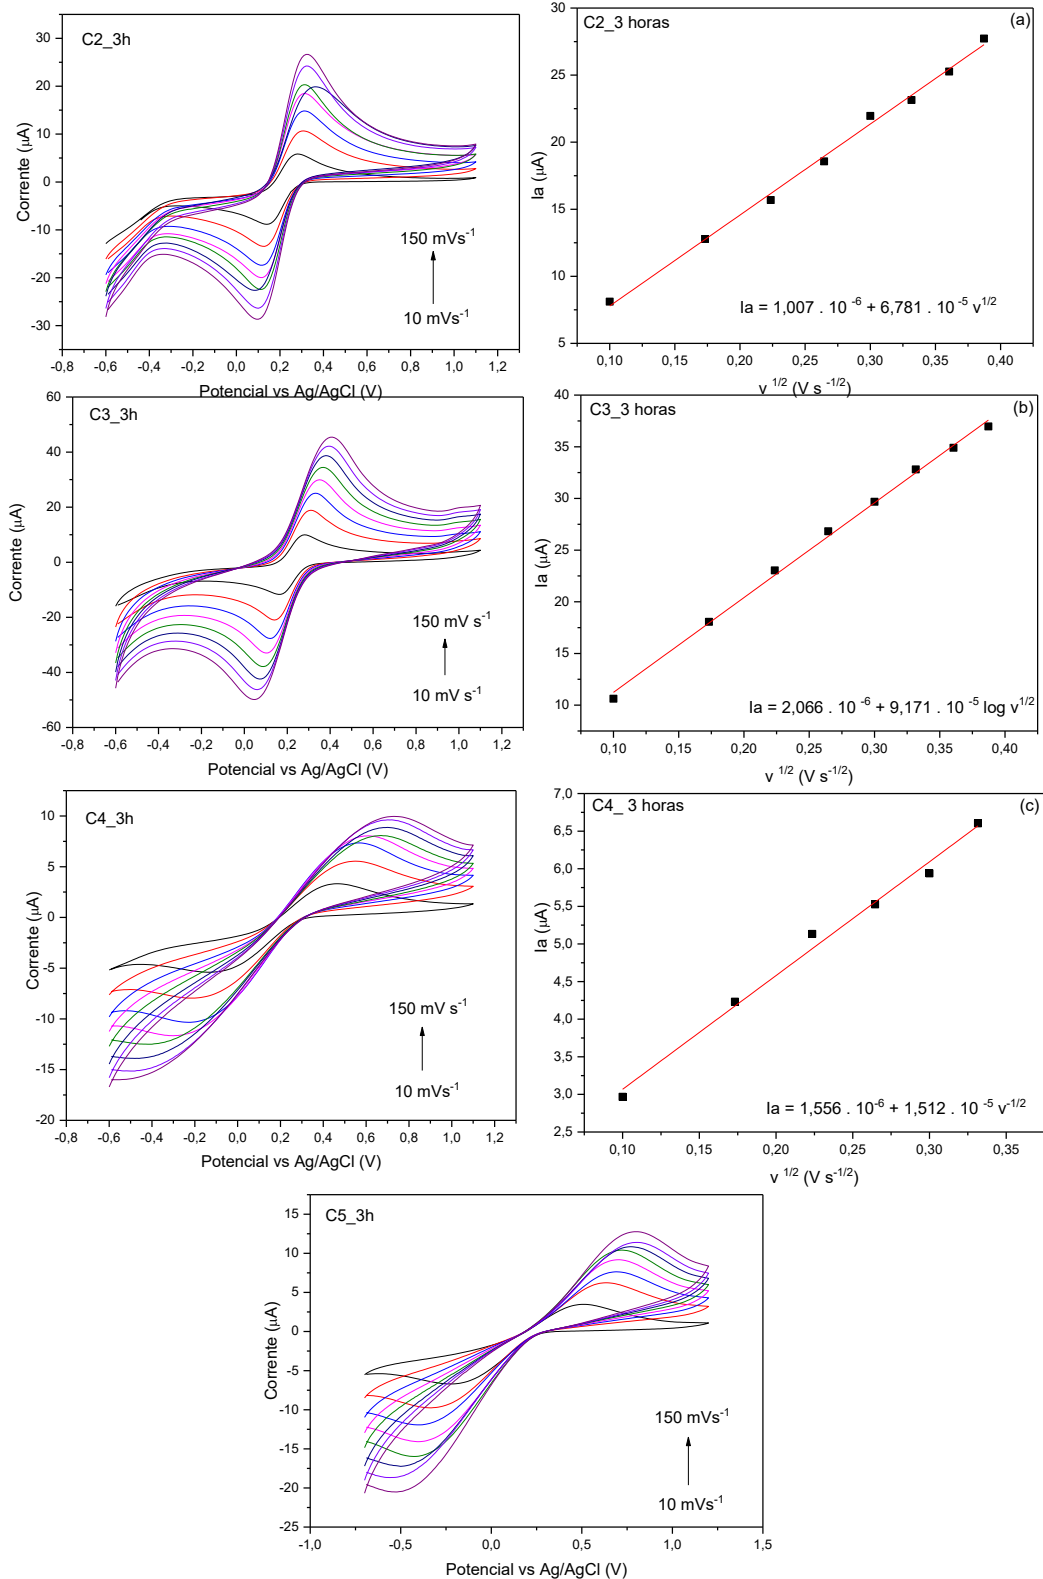 C2_3h
Corrente (μA)
30
20
10
0
-10
-20
-30
150 mVs-1
10 mVs-1
-0,8 -0,6 -0,4 -0,2 0,0 0,2 0,4 0,6 0,8 1,0 1,2
Potencial vs Ag/AgCl (V)
C2_3 horas
(a)
Ia (μA)
30
25
20
15
10
5
Ia = 1,007 . 10 -6 + 6,781 . 10 -5 v1/2
0,10 0,15 0,20 0,25 0,30 0,35 0,40
v 1/2 (V s -1/2)
C3_3h
Corrente (μA)
60
40
20
0
-20
-40
-60
150 mV s-1
10 mV s-1
-0,8 -0,6 -0,4 -0,2 0,0 0,2 0,4 0,6 0,8 1,0 1,2
Potencial vs Ag/AgCl (V)
C3_3 horas
(b)
Ia (μA)
40
35
30
25
20
15
10
Ia = 2,066 . 10 -6 + 9,171 . 10 -5 log v1/2
0,10 0,15 0,20 0,25 0,30 0,35 0,40
v 1/2 (V s-1/2)
C4_3h
Corrente (μA)
10
5
0
-5
-10
-15
-20
150 mV s-1
10 mVs-1
-0,8 -0,6 -0,4 -0,2 0,0 0,2 0,4 0,6 0,8 1,0 1,2
Potencial vs Ag/AgCl (V)
C4_ 3 horas
(c)
Ia (μA)
7,0
6,5
6,0
5,5
5,0
4,5
4,0
3,5
3,0
2,5
Ia = 1,556 . 10-6 + 1,512 . 10 -5 v-1/2
0,10 0,15 0,20 0,25 0,30 0,35
v 1/2 (V s-1/2)
C5_3h
Corrente (μA)
15
10
5
0
-5
-10
-15
-20
-25
150 mVs-1
10 mVs-1
-1,0 -0,5 0,0 0,5 1,0 1,5
Potencial vs Ag/AgCl (V)